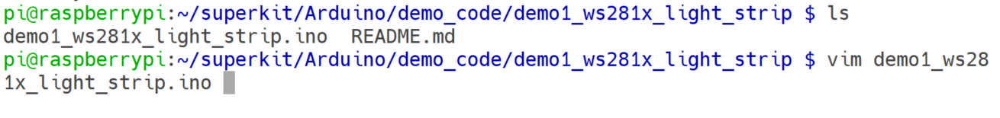 pi@raspberrypi:~/superkit/Arduino/demo_code/demo1_ws281x_light_strip $ ls
demo1_ws281x_light_strip.ino  README.md
pi@raspberrypi:~/superkit/Arduino/demo_code/demo1_ws281x_light_strip $ vim demo1_ws28
1x_light_strip.ino